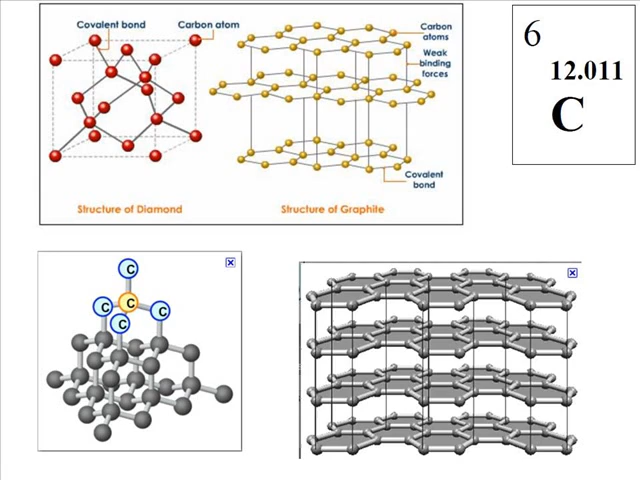 Covalent bond
Carbon atom
Carbon
atoms
Weak
binding
forces
Covalent
bond
Structure of Diamond
Structure of Graphite
6
12.011
C
C
C
C
C
C